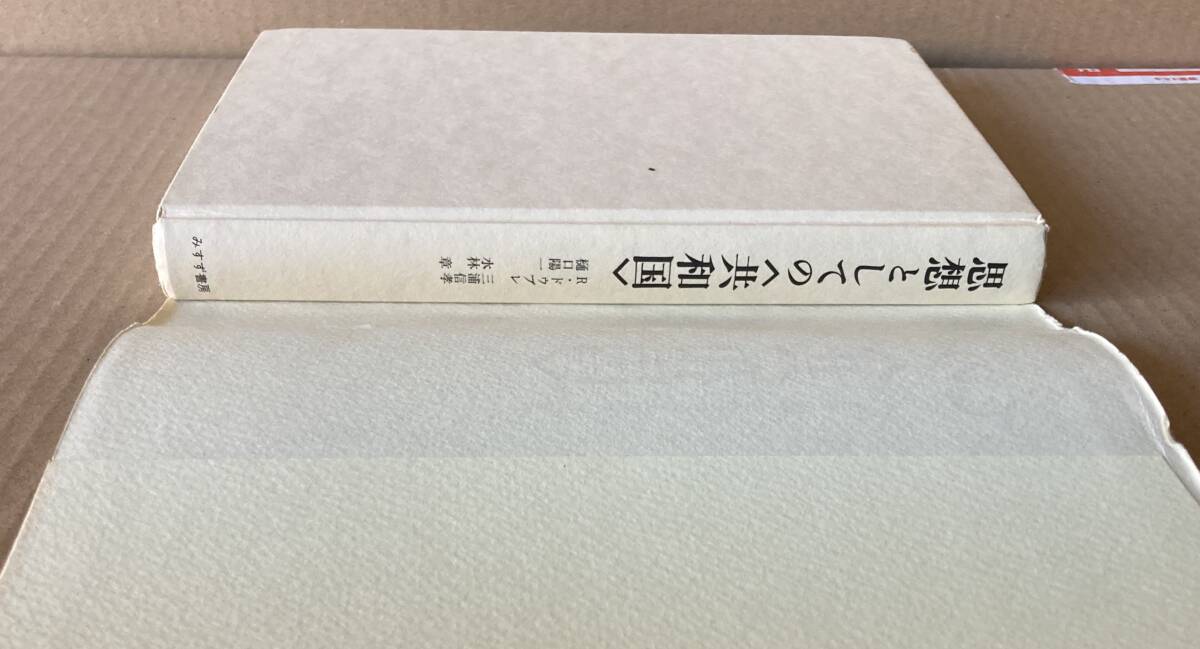 思想としての〈共和国〉
R・ドゥブレ
樋口陽一
三浦信孝
水林章
みすず書房